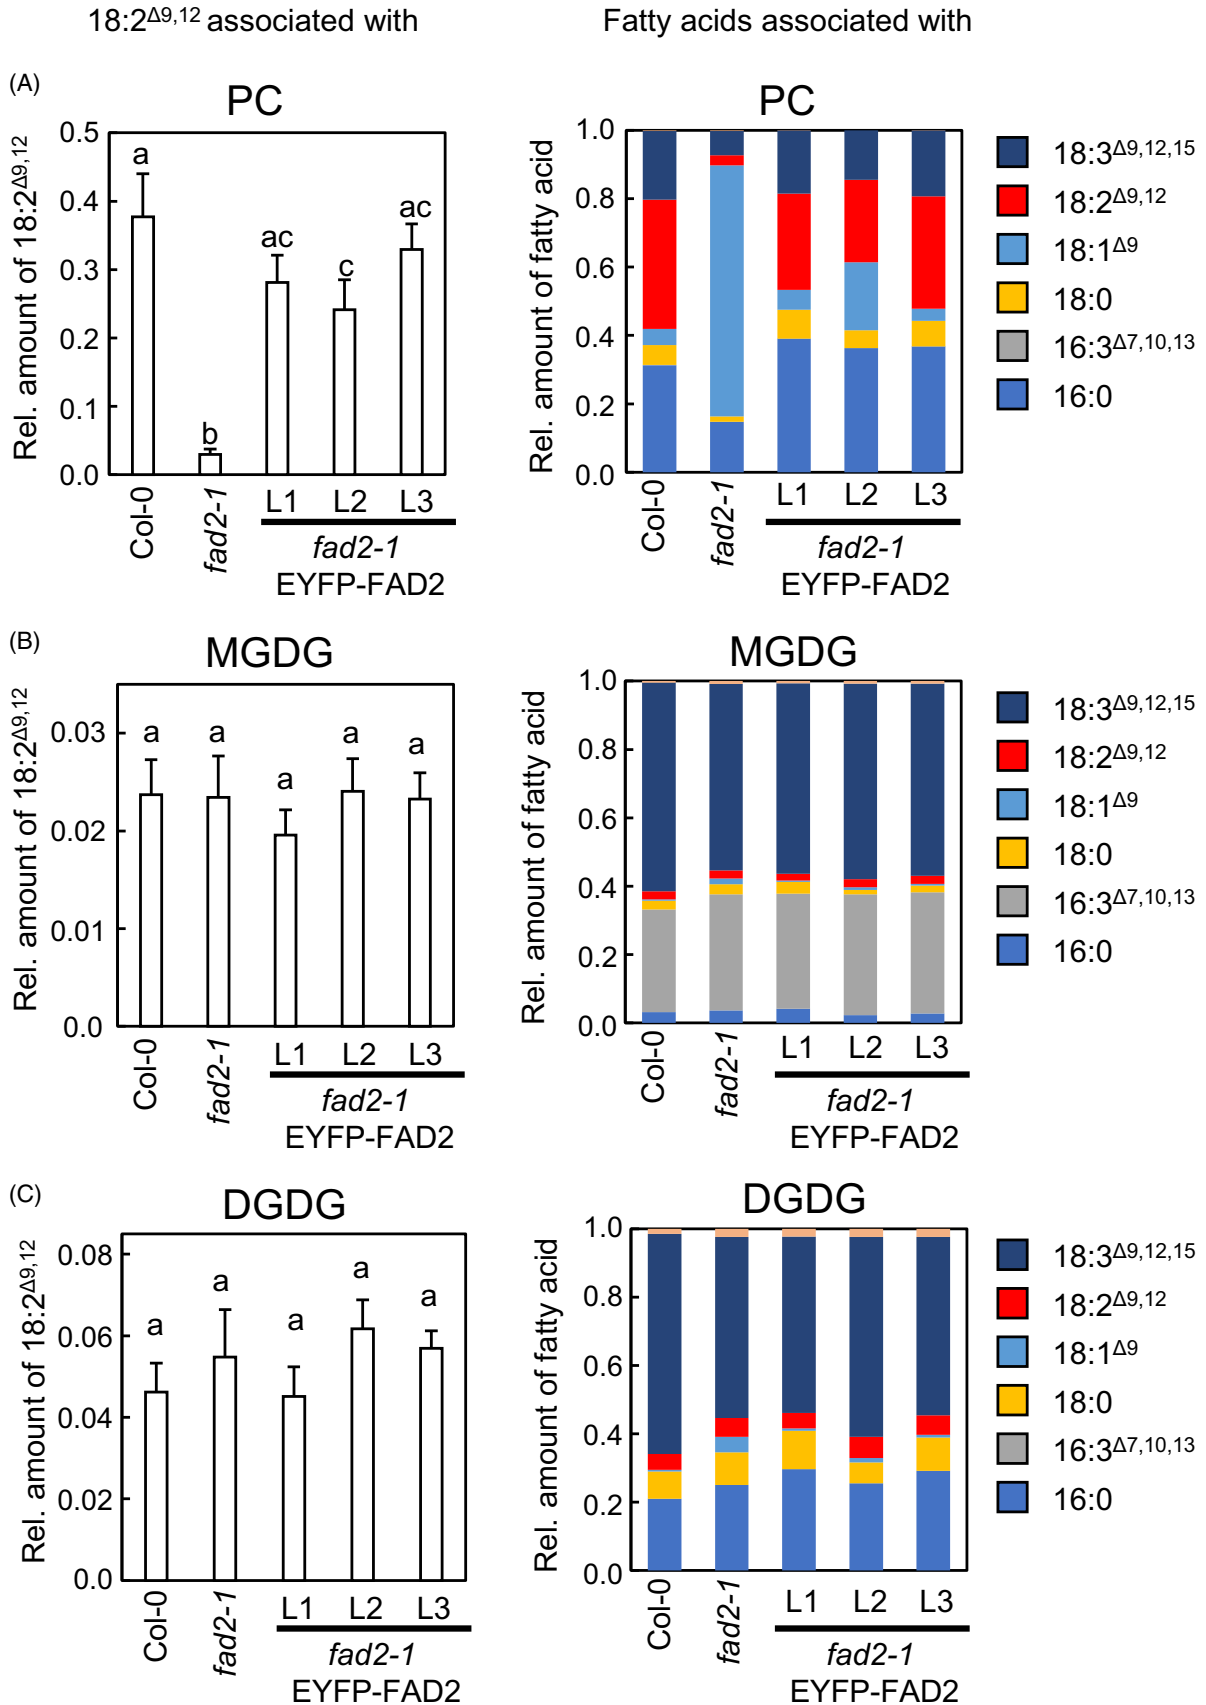 18:2Δ9,12 associated with
Fatty acids associated with
(A)
PC
Rel. amount of 18:2Δ9,12
0.5
0.4
0.3
0.2
0.1
0.0
a
b
ac
c
ac
Col-0
fad2-1
L1 L2 L3
fad2-1
EYFP-FAD2
PC
Rel. amount of fatty acid
1.0
0.8
0.6
0.4
0.2
0.0
Col-0
fad2-1
L1 L2 L3
fad2-1
EYFP-FAD2
18:3Δ9,12,15
18:2Δ9,12
18:1Δ9
18:0
16:3Δ7,10,13
16:0
(B)
MGDG
Rel. amount of 18:2Δ9,12
0.03
0.02
0.01
0.0
a
a
a
a
a
Col-0
fad2-1
L1 L2 L3
fad2-1
EYFP-FAD2
MGDG
Rel. amount of fatty acid
1.0
0.8
0.6
0.4
0.2
0.0
Col-0
fad2-1
L1 L2 L3
fad2-1
EYFP-FAD2
18:3Δ9,12,15
18:2Δ9,12
18:1Δ9
18:0
16:3Δ7,10,13
16:0
(C)
DGDG
Rel. amount of 18:2Δ9,12
0.08
0.06
0.04
0.02
0.0
a
a
a
a
a
Col-0
fad2-1
L1 L2 L3
fad2-1
EYFP-FAD2
DGDG
Rel. amount of fatty acid
1.0
0.8
0.6
0.4
0.2
0.0
Col-0
fad2-1
L1 L2 L3
fad2-1
EYFP-FAD2
18:3Δ9,12,15
18:2Δ9,12
18:1Δ9
18:0
16:3Δ7,10,13
16:0